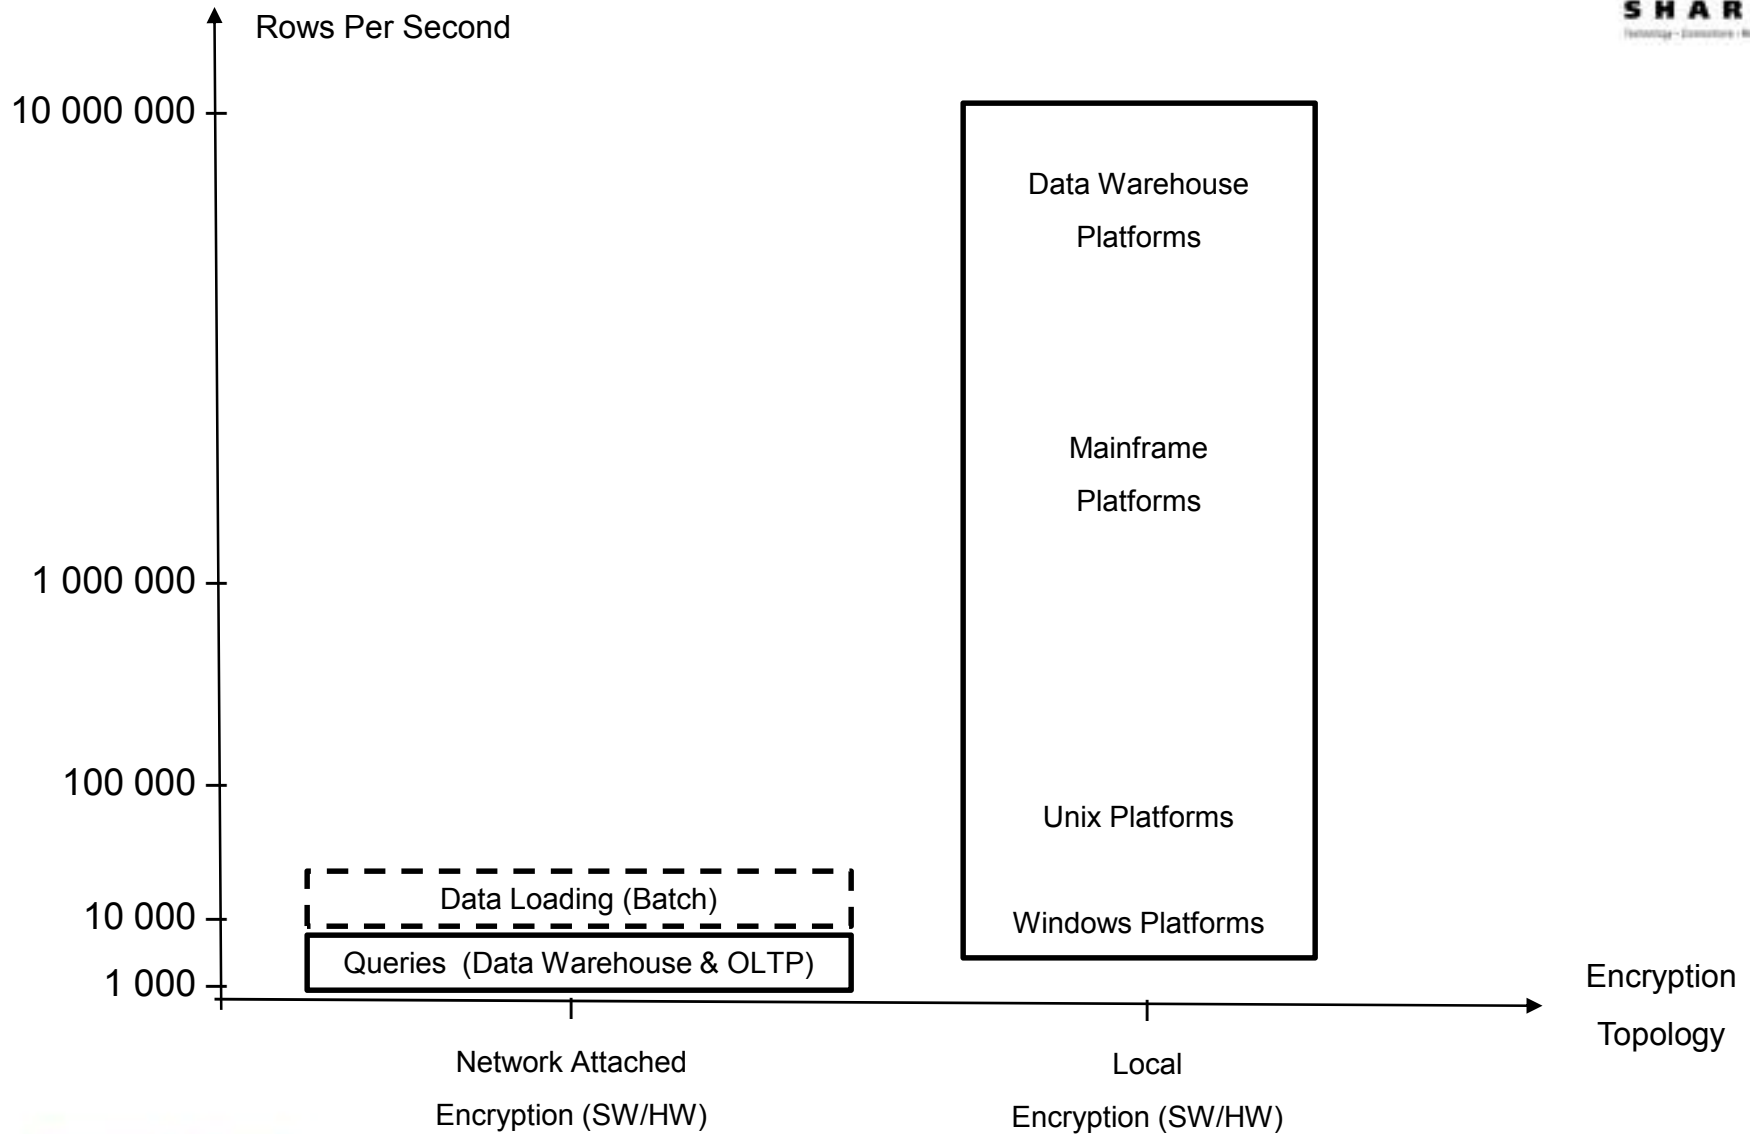 SHAR
Rows Per Second
10 000 000
Data Warehouse
Platforms
Mainframe
Platforms
1 000 000
100 000
Unix Platforms
Data Loading (Batch)
10 000
Windows Platforms
Queries (Data Warehouse & OLTP)
1 000
Encryption
Topology
Network Attached
Encryption (SW/HW)
Local
Encryption (SW/HW)